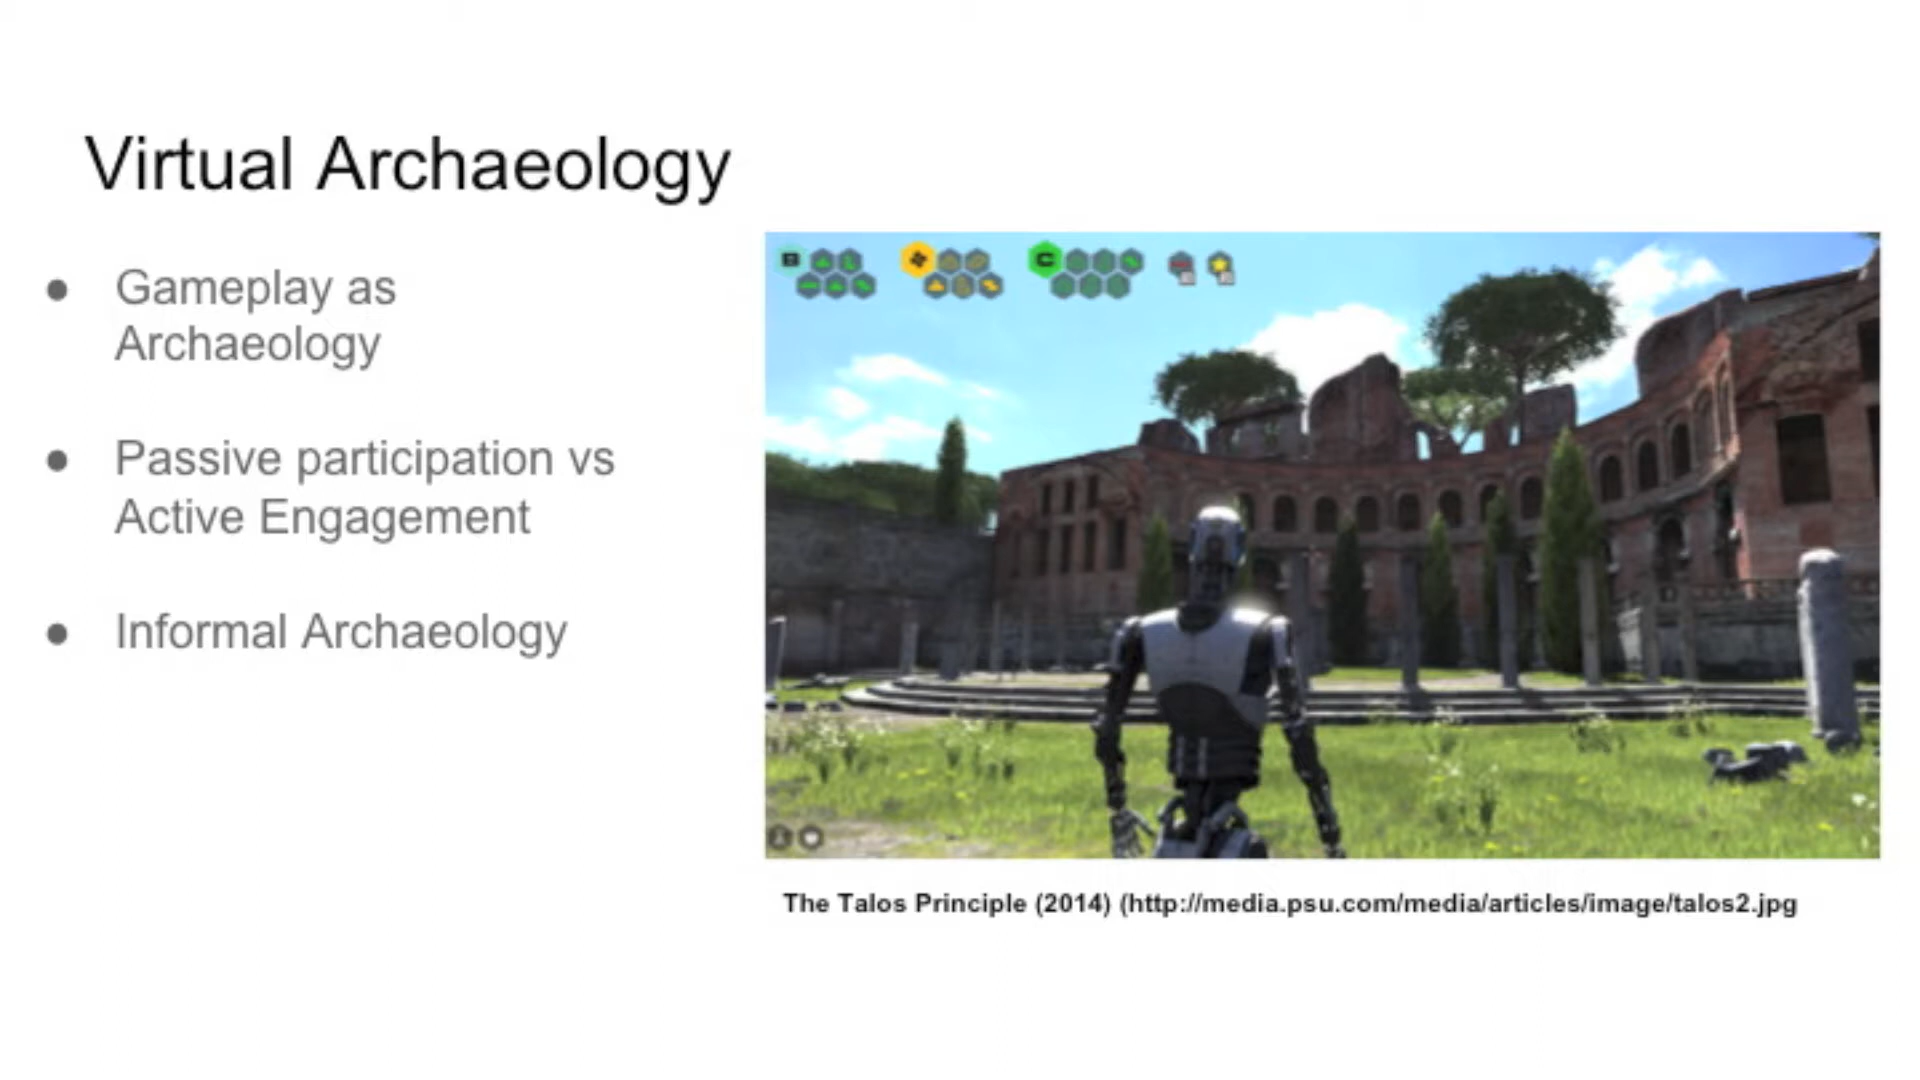 Virtual Archaeology
● Gameplay as
Archaeology
● Passive participation vs
Active Engagement
● Informal Archaeology
The Talos Principle (2014) (http://media.psu.com/media/articles/image/talos2.jpg